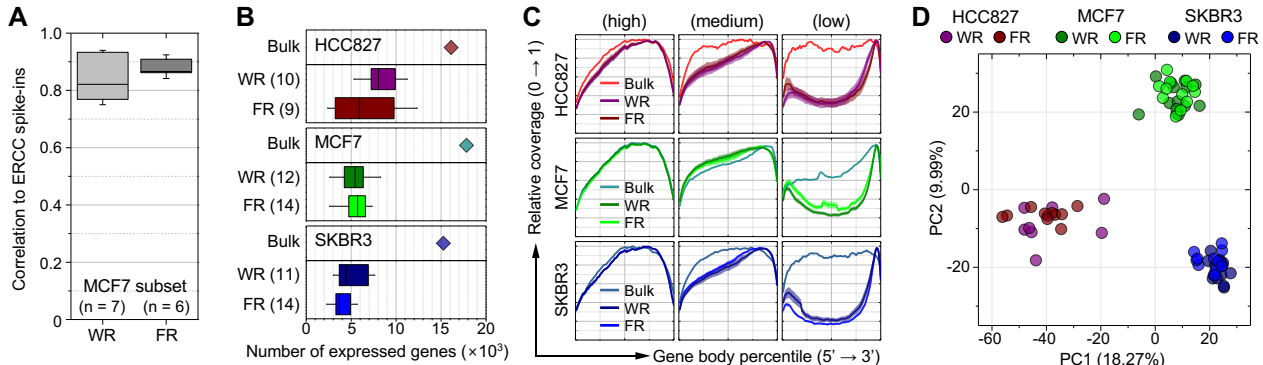 A
Correlation to ERCC spike-ins
1.0
0.8
0.6
0.4
0.2
0
MCF7 subset
(n = 7) (n = 6)
WR FR
B
Bulk HCC827
WR (10)
FR (9)
Bulk MCF7
WR (12)
FR (14)
Bulk SKBR3
WR (11)
FR (14)
0 5 10 15 20
Number of expressed genes (×10³)
C
(high) (medium) (low)
Relative coverage (0 → 1)
HCC827
Bulk
WR
FR
MCF7
Bulk
WR
FR
SKBR3
Bulk
WR
FR
Gene body percentile (5' → 3')
D
HCC827 MCF7 SKBR3
WR FR WR FR WR FR
PC2 (9.99%)
20
0
-20
-60 -40 -20 0 20
PC1 (18.27%)